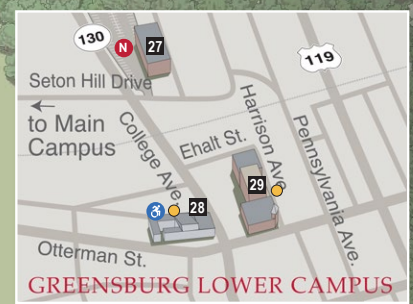 130
N
27
119
Seton Hill Drive
to Main
Campus
College Ave.
Ehalt St.
Harrison Ave.
Pennsylvania Ave.
28
29
Otterman St.
GREENSBURG LOWER CAMPUS